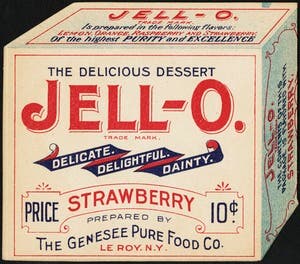 JELL-O.
TRADE MARK
Is prepared in the following flavors:
LEMON, ORANGE, RASPBERRY AND STRAWBERRY.
Of the highest PURITY and EXCELLENCE
THE DELICIOUS DESSERT
JELL-O.
TRADE MARK.
DELICATE.
DELIGHTFUL.
DAINTY.
STRAWBERRY
PRICE 10¢
PREPARED BY
THE GENESEE PURE FOOD CO.
LE ROY, N.Y.
JELL-O.